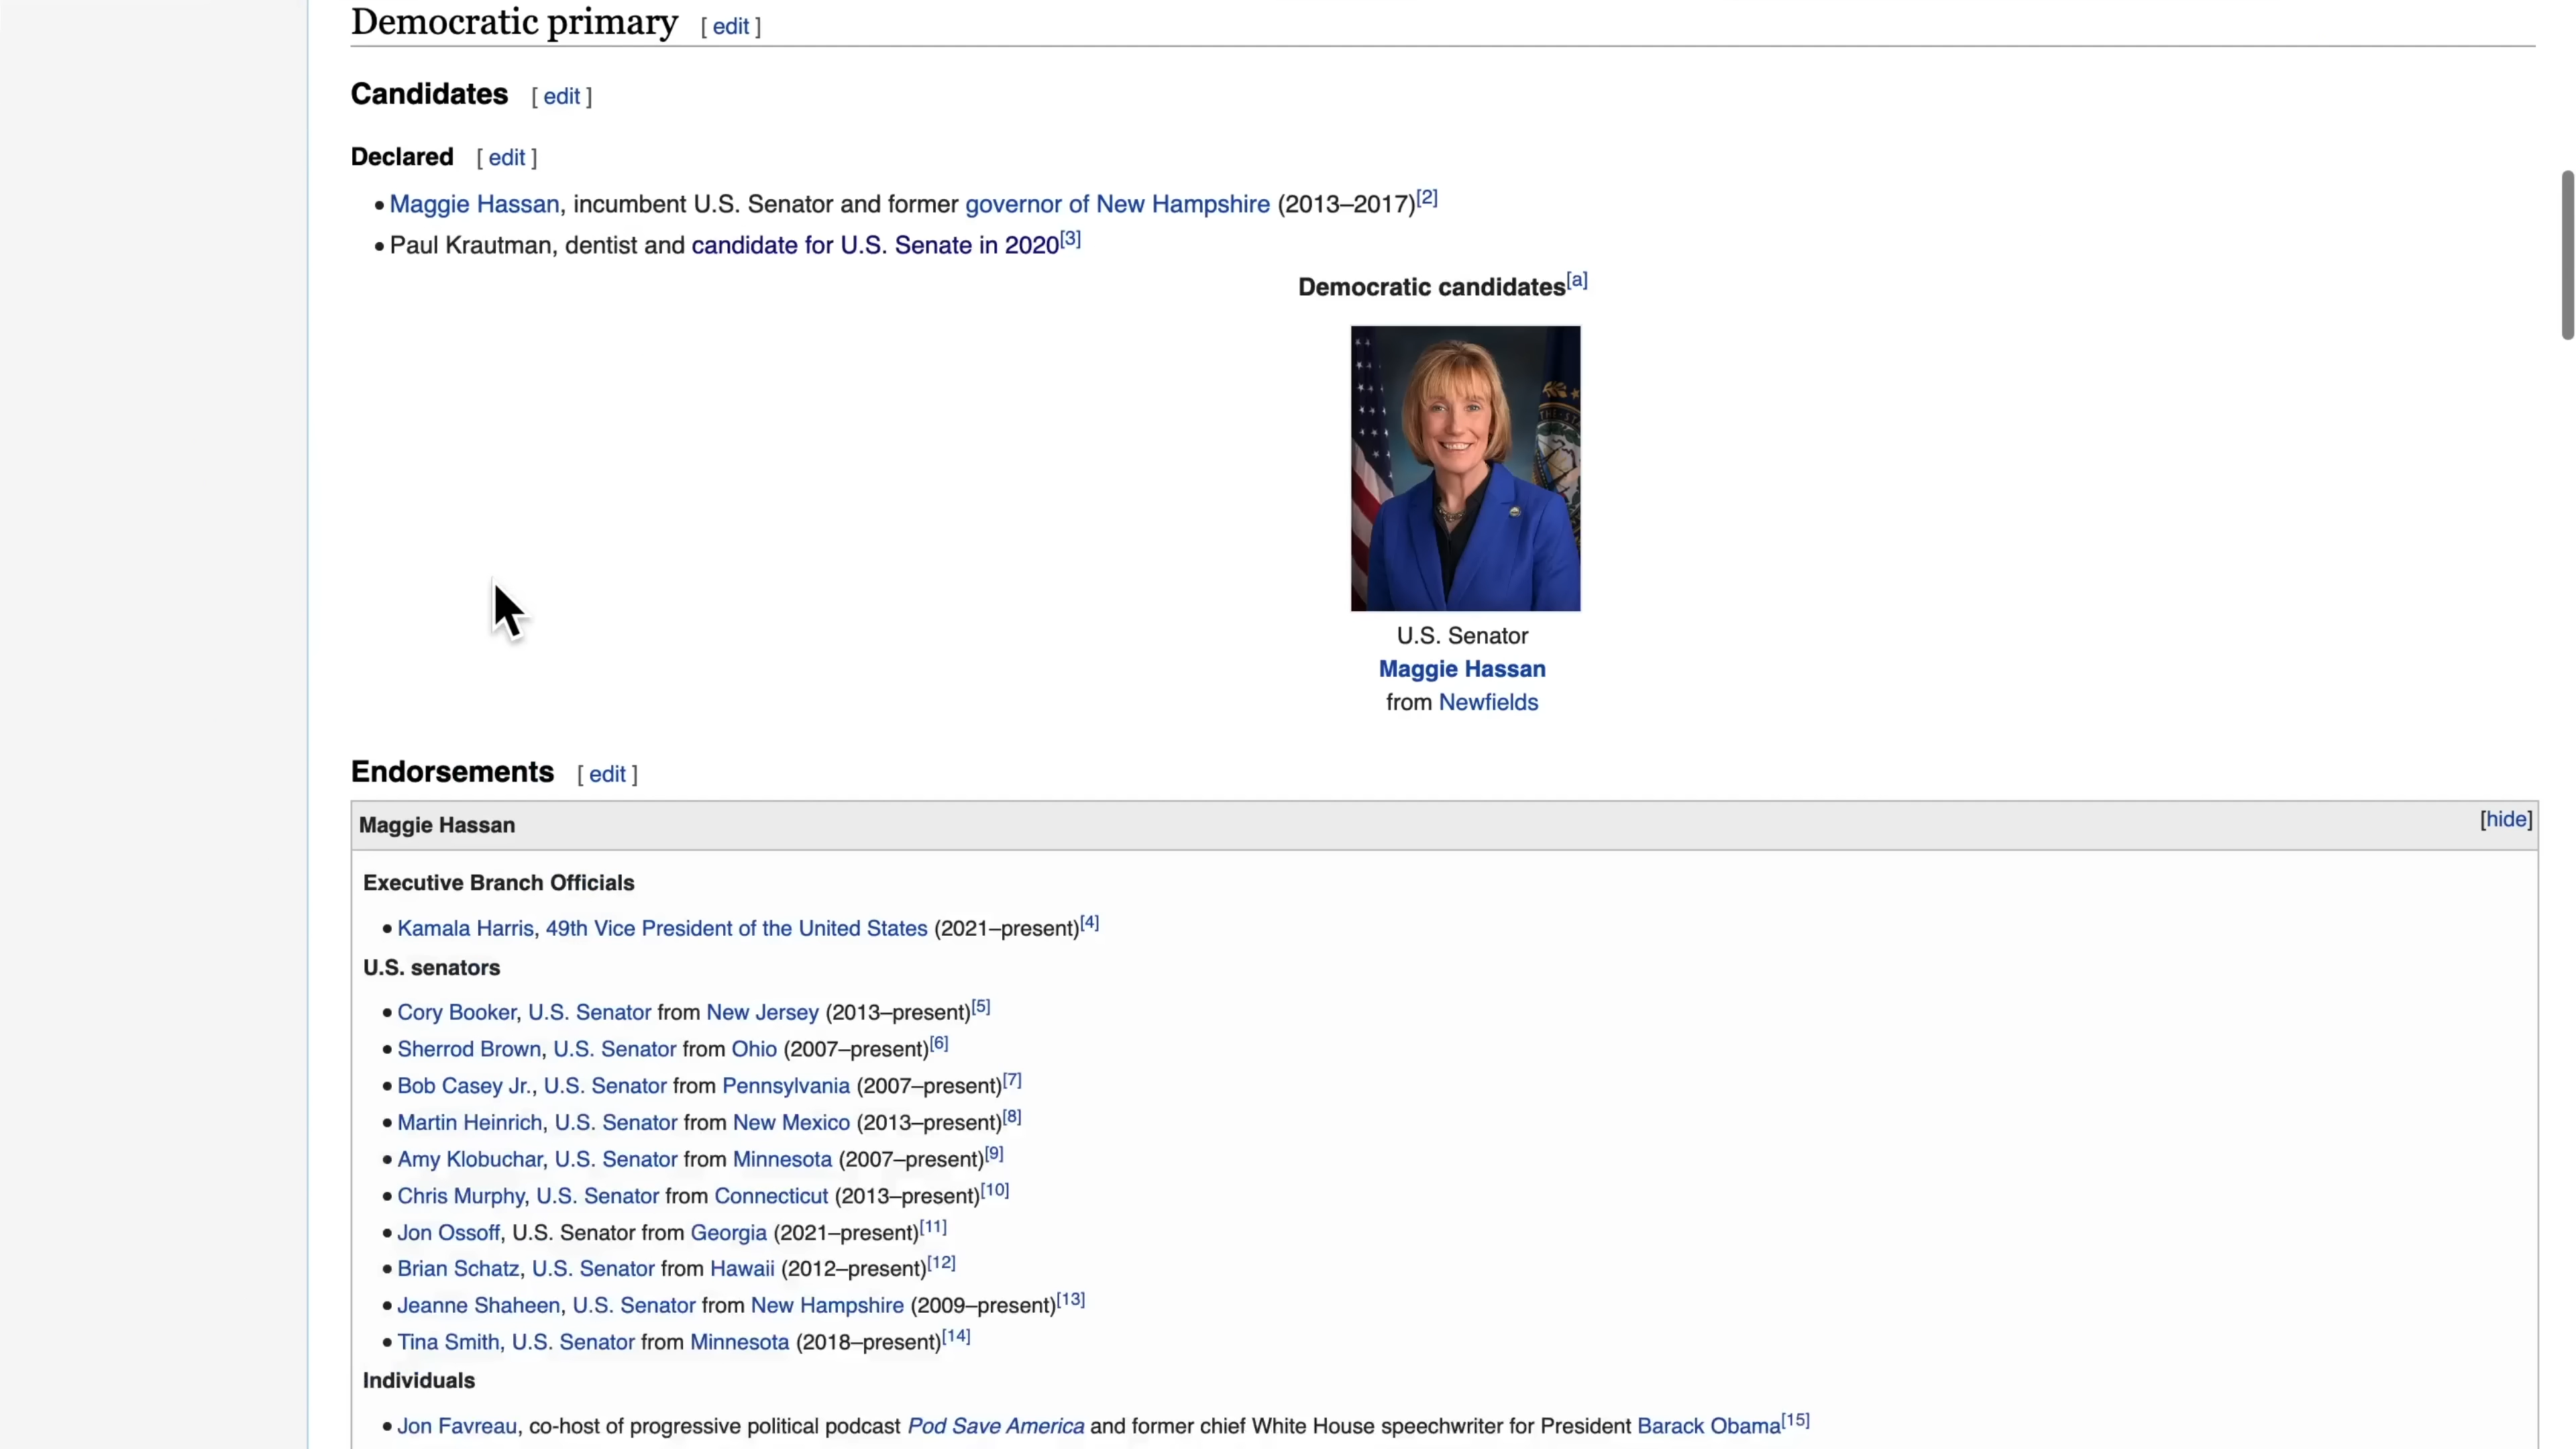 Democratic primary [ edit ]
Candidates [ edit ]
Declared [ edit ]
• Maggie Hassan, incumbent U.S. Senator and former governor of New Hampshire (2013–2017)[2]
• Paul Krautman, dentist and candidate for U.S. Senate in 2020[3]
Democratic candidates[a]
U.S. Senator
Maggie Hassan
from Newfields
Endorsements [ edit ]
Maggie Hassan [hide]
Executive Branch Officials
• Kamala Harris, 49th Vice President of the United States (2021–present)[4]
U.S. senators
• Cory Booker, U.S. Senator from New Jersey (2013–present)[5]
• Sherrod Brown, U.S. Senator from Ohio (2007–present)[6]
• Bob Casey Jr., U.S. Senator from Pennsylvania (2007–present)[7]
• Martin Heinrich, U.S. Senator from New Mexico (2013–present)[8]
• Amy Klobuchar, U.S. Senator from Minnesota (2007–present)[9]
• Chris Murphy, U.S. Senator from Connecticut (2013–present)[10]
• Jon Ossoff, U.S. Senator from Georgia (2021–present)[11]
• Brian Schatz, U.S. Senator from Hawaii (2012–present)[12]
• Jeanne Shaheen, U.S. Senator from New Hampshire (2009–present)[13]
• Tina Smith, U.S. Senator from Minnesota (2018–present)[14]
Individuals
• Jon Favreau, co-host of progressive political podcast Pod Save America and former chief White House speechwriter for President Barack Obama[15]